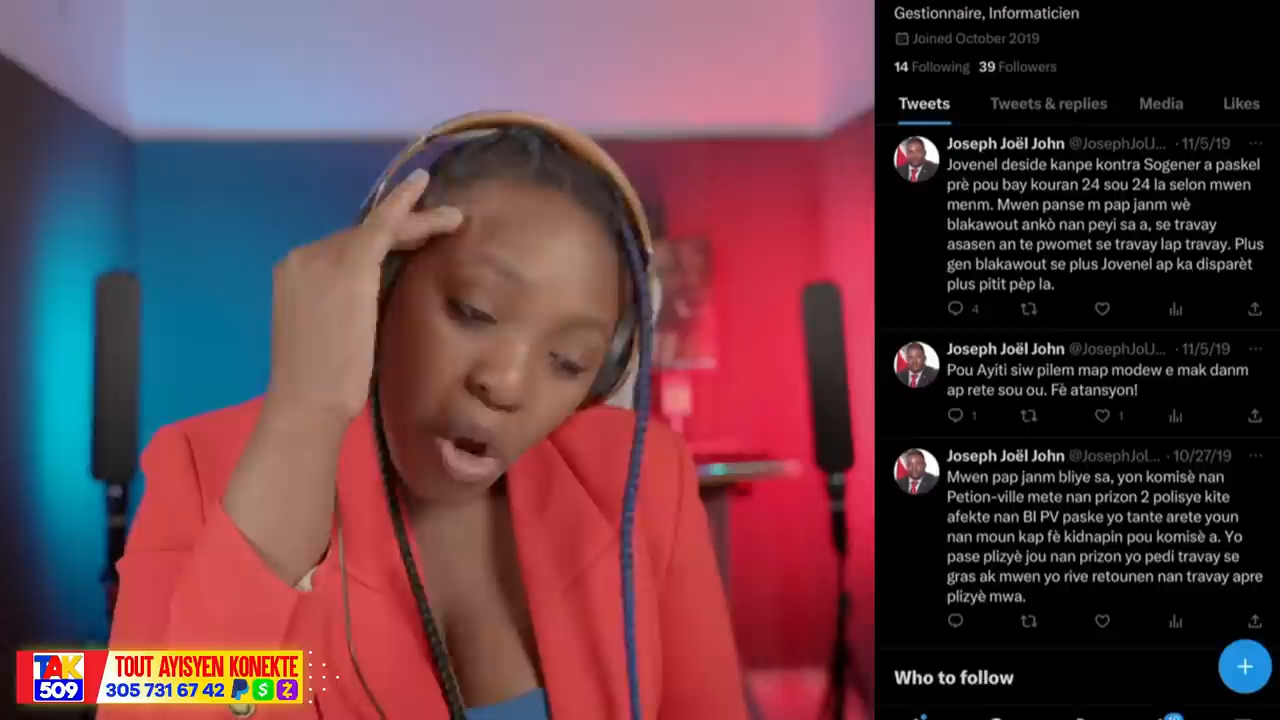 Gestionnaire, Informaticien
Joined October 2019
14 Following 39 Followers
Tweets Tweets & replies Media Likes
Joseph Joël John @JosephJoIJ... · 11/5/19 ...
Jovenel deside kanpe kontra Sogener a paskel
prè pou bay kouran 24 sou 24 la selon mwen
menm. Mwen panse m pap janm wè
blakawout ankò nan peyi sa a, se travay
asasen an te pwomet se travay lap travay. Plus
gen blakawout se plus Jovenel ap ka disparèt
plus pitit pèp la.
4
Joseph Joël John @JosephJoIJ... · 11/5/19 ...
Pou Ayiti siw pilem map modew e mak danm
ap rete sou ou. Fè atansyon!
1 1
Joseph Joël John @JosephJol... · 10/27/19 ...
Mwen pap janm bliye sa, yon komisè nan
Petion-ville mete nan prizon 2 polisye kite
afekte nan BI PV paske yo tante arete youn
nan moun kap fè kidnapin pou komisè a. Yo
pase plizyè jou nan prizon yo pedi travay se
gras ak mwen yo rive retounen nan travay apre
plizyè mwa.
Who to follow
TAK
509
TOUT AYISYEN KONEKTE
305 731 67 42